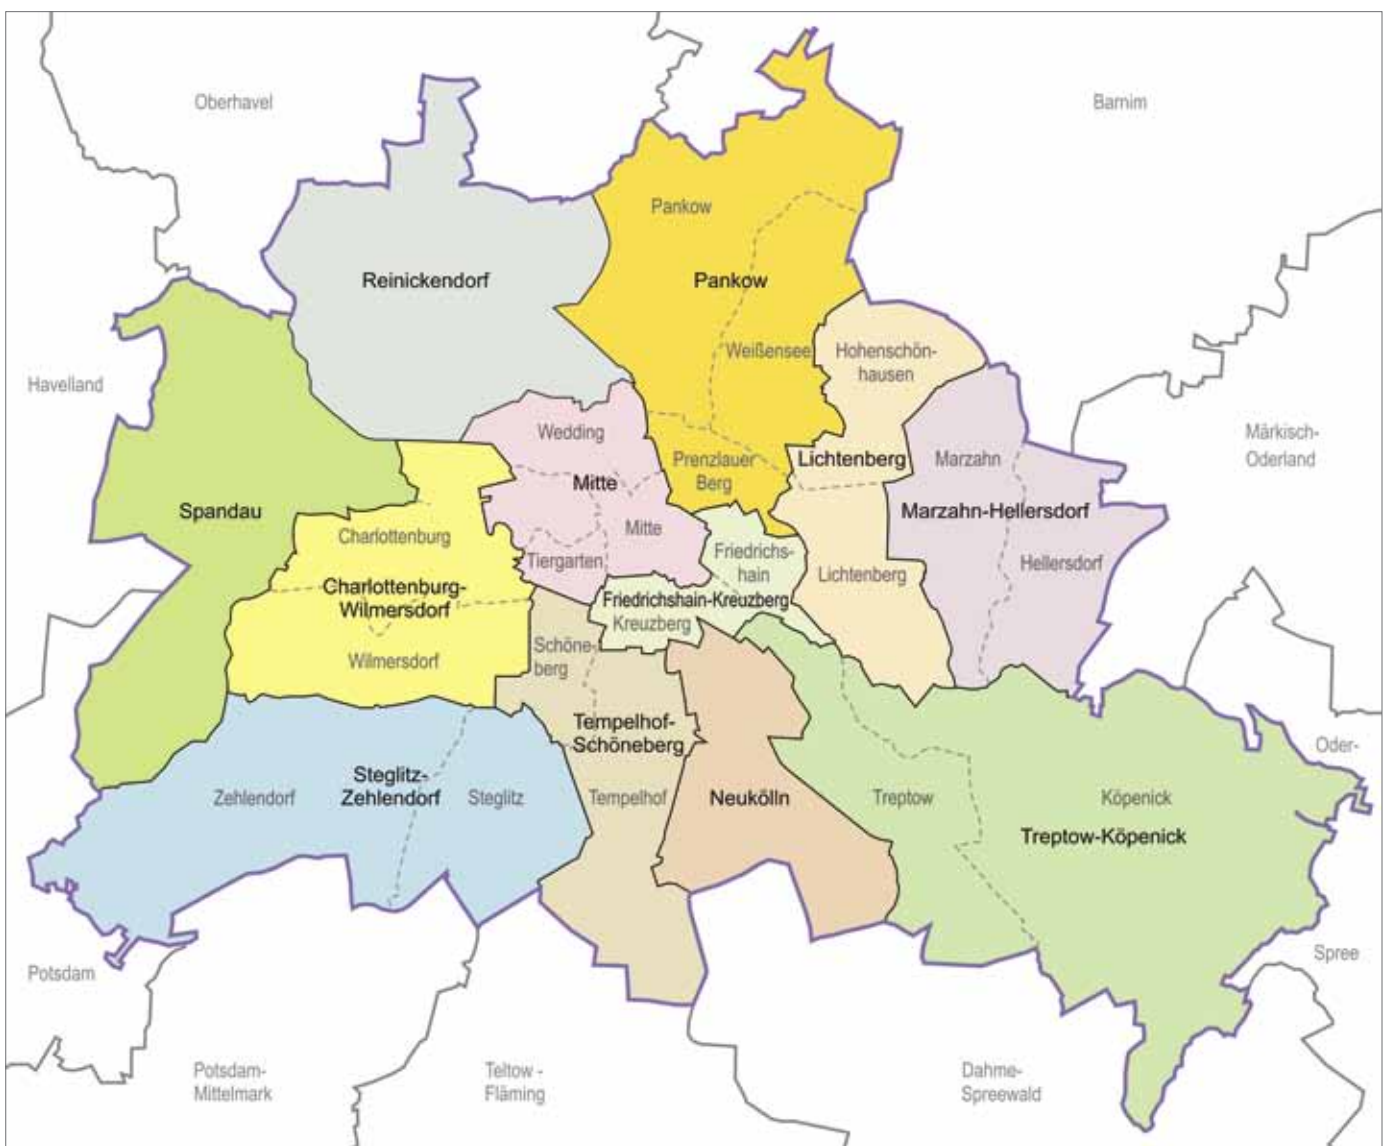 Oberhavel
Barnim
Pankow
Reinickendorf
Pankow
Weißensee
Hohenschön-
hausen
Havelland
Wedding
Märkisch-
Oderland
Prenzlauer
Berg
Lichtenberg
Marzahn
Mitte
Spandau
Marzahn-Hellersdorf
Charlottenburg
Mitte
Tiergarten
Friedrichs-
hain
Lichtenberg
Hellersdorf
Charlottenburg-
Wilmersdorf
Friedrichshain-Kreuzberg
Kreuzberg
Wilmersdorf
Schöne-
berg
Tempelhof-
Schöneberg
Oder-
Steglitz-
Zehlendorf
Zehlendorf
Steglitz
Tempelhof
Neukölln
Treptow
Köpenick
Treptow-Köpenick
Spree
Potsdam
Potsdam-
Mittelmark
Teltow -
Fläming
Dahme-
Spreewald